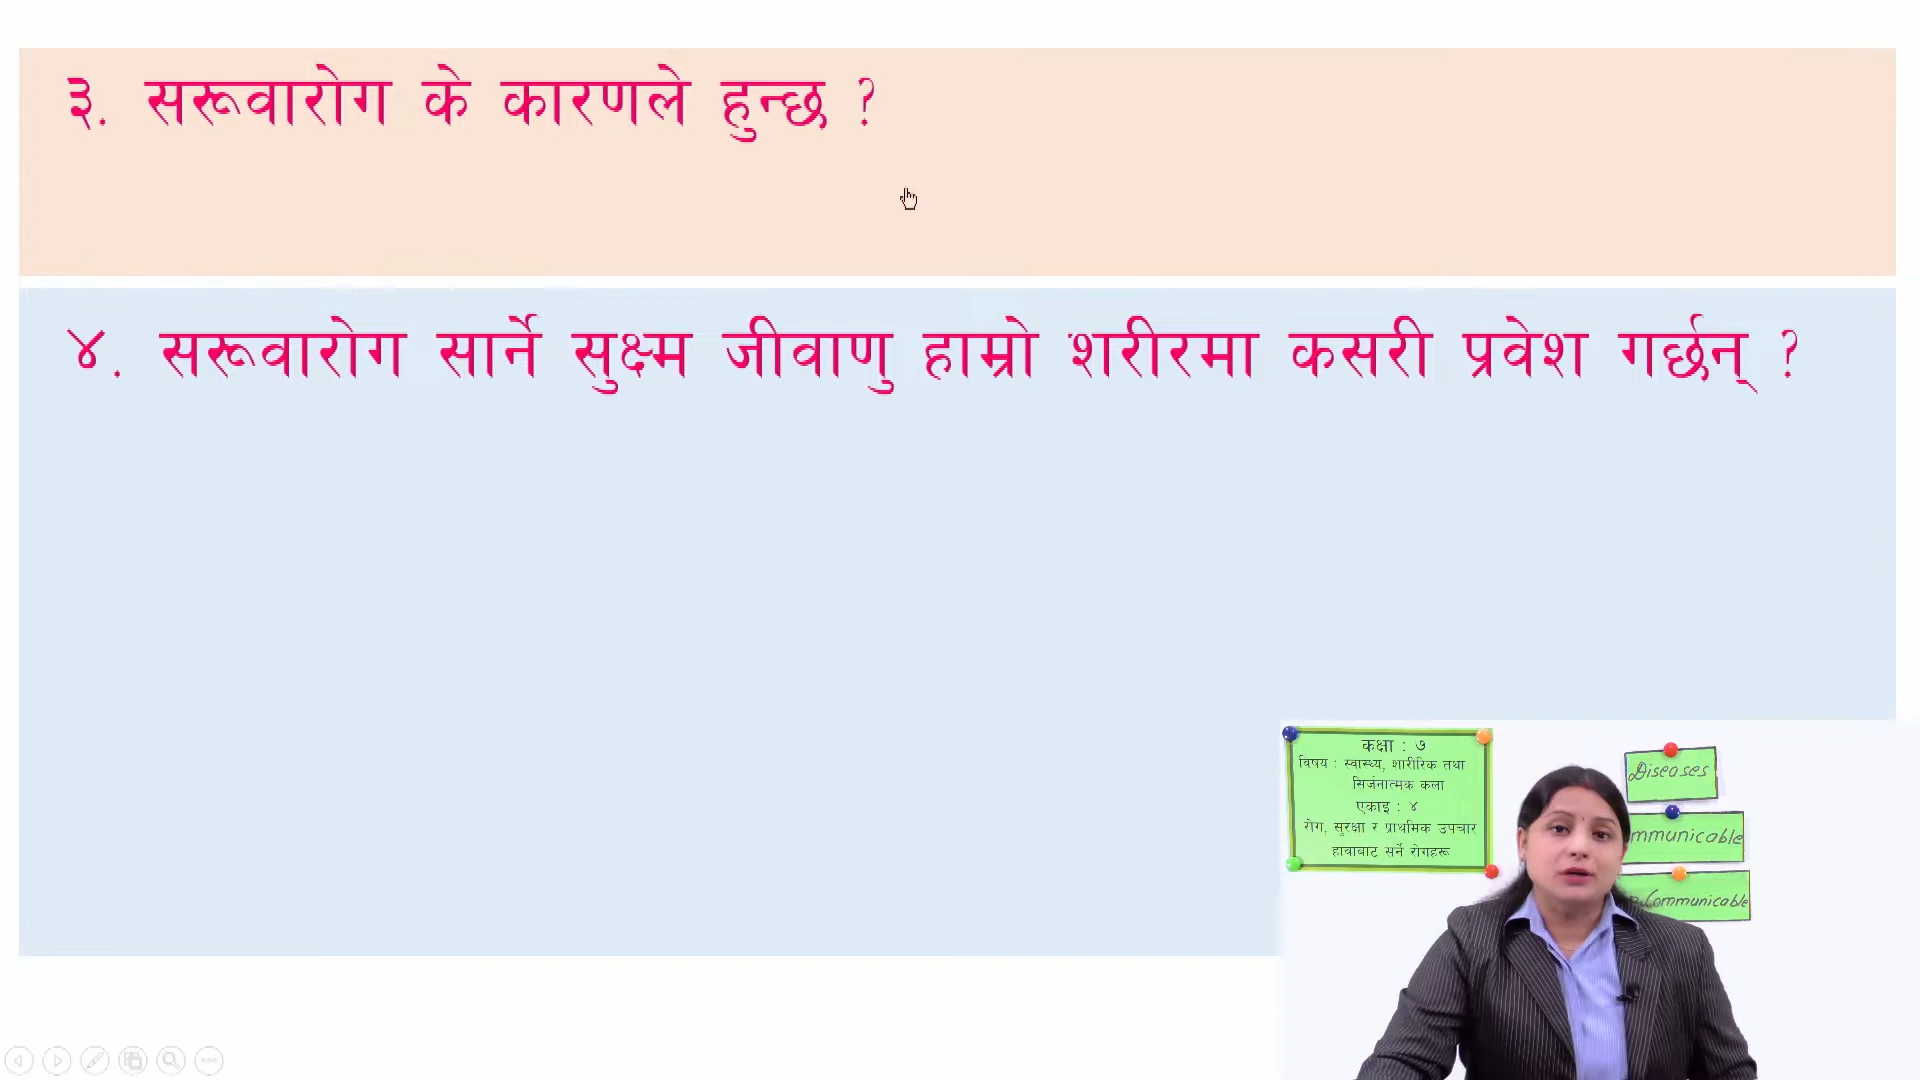 ३. सरूवारोग के कारणले हुन्छ ?
४. सरूवारोग सार्ने सुक्ष्म जीवाणु हाम्रो शरीरमा कसरी प्रवेश गर्छन् ?
कक्षा : ७
विषय : स्वास्थ्य, शारीरिक तथा
सिर्जनात्मक कला
एकाइ : ४
रोग, सुरक्षा र प्राथमिक उपचार
हावाबाट सर्ने रोगहरू
Diseases
mmunicable
Communicable